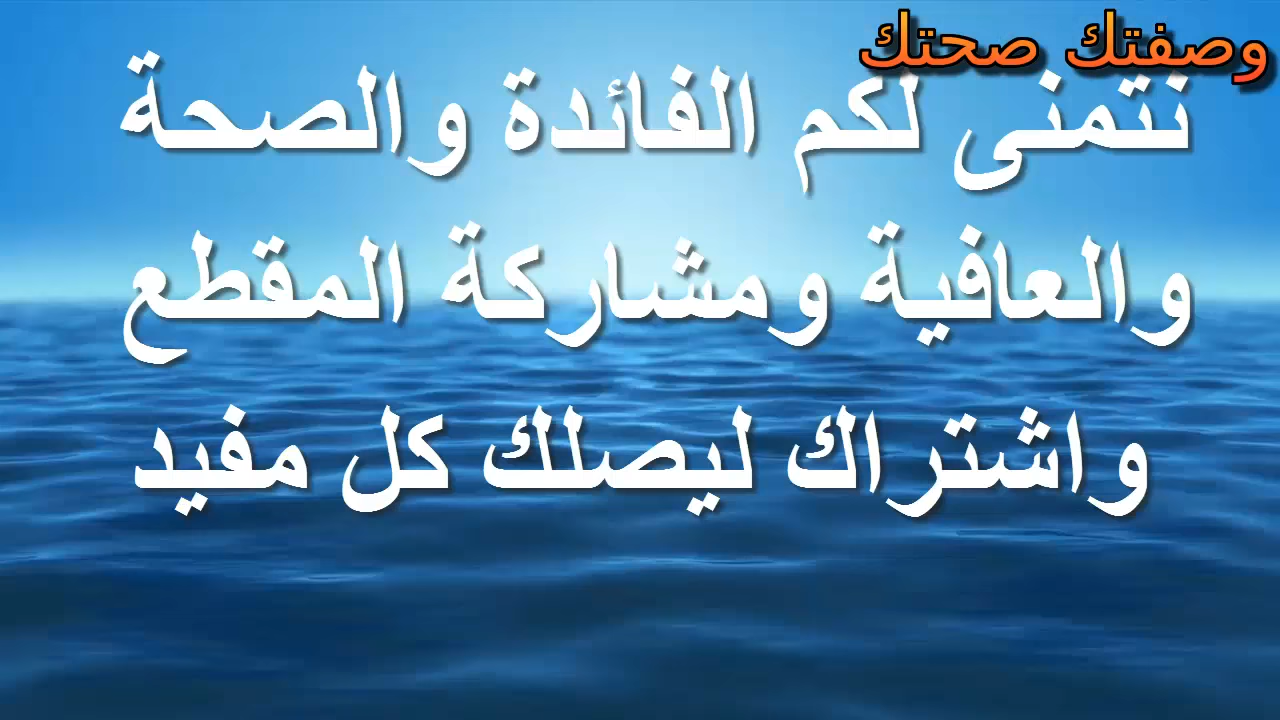 وصفتك صحتك
نتمنى لكم الفائدة والصحة
والعافية ومشاركة المقطع
واشتراك ليصلك كل مفيد